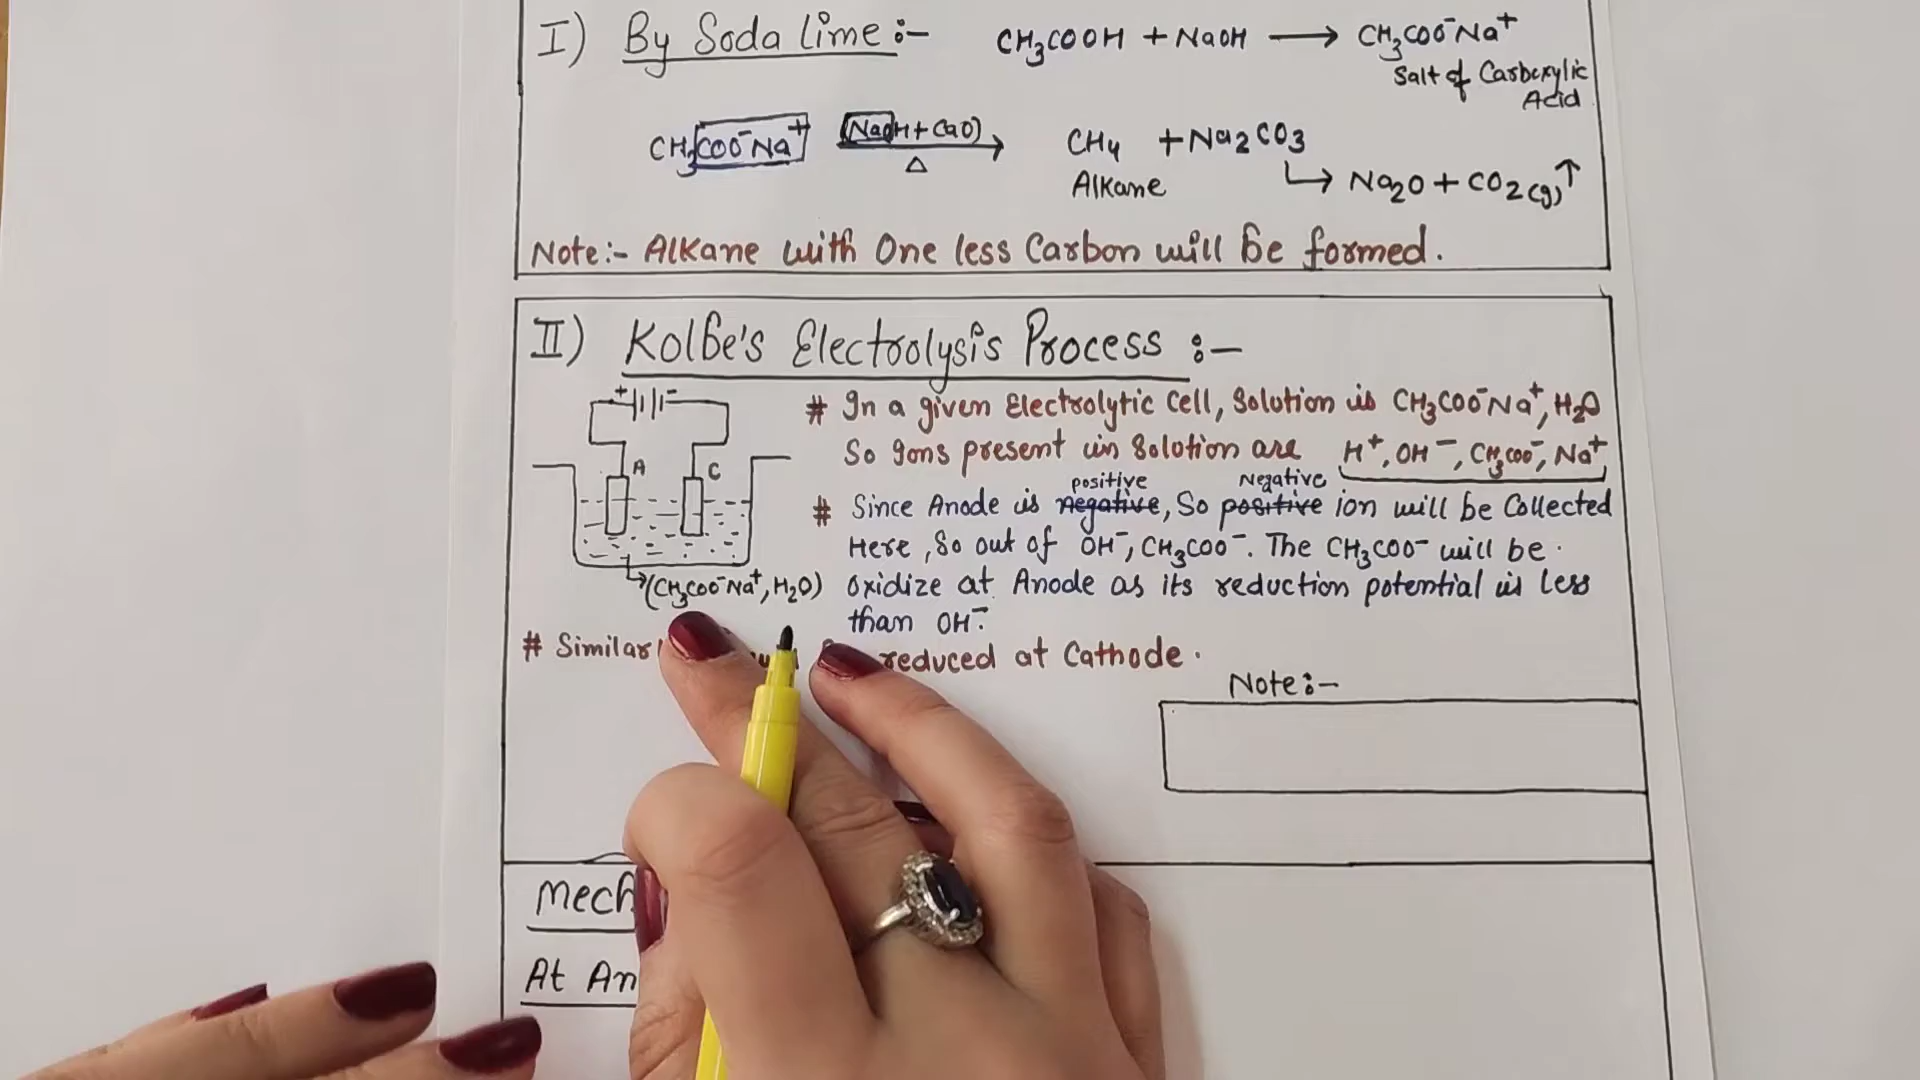 I) By Soda lime :- CH3COOH + NaOH ⟶ CH3COO⁻Na⁺
Salt of Carboxylic
Acid
CH3COO⁻Na⁺ (NaOH + CaO) ⟶ CH4 + Na2CO3
Δ
Alkane ↳ Na2O + CO2(g)↑
Note:- Alkane with One less Carbon will be formed.
II) Kolbe's Electrolysis Process :-
+ -
A C
(CH3COO⁻Na⁺, H2O)
# In a given Electrolytic Cell, Solution is CH3COO⁻Na⁺, H2O
So Ions present in Solution are H⁺, OH⁻, CH3COO⁻, Na⁺
positive Negative
# Since Anode is negative, So positive ion will be Collected
Here, So out of OH⁻, CH3COO⁻. The CH3COO⁻ will be
oxidize at Anode as its reduction potential is less
than OH⁻.
# Similar reduced at Cathode.
Note:-
Mech
At An